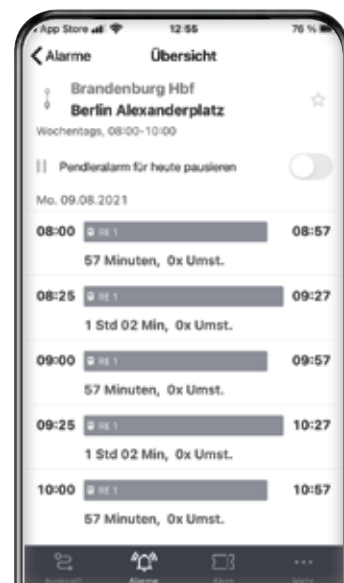 App Store 12:55 76 %
Alarme Übersicht
Brandenburg Hbf
Berlin Alexanderplatz
Wochentags, 08:00-10:00
Pendleralarm für heute pausieren
Mo. 09.08.2021
08:00 RE 1 08:57
57 Minuten, 0x Umst.
08:25 RE 1 09:27
1 Std 02 Min, 0x Umst.
09:00 RE 1 09:57
57 Minuten, 0x Umst.
09:25 RE 1 10:27
1 Std 02 Min, 0x Umst.
10:00 RE 1 10:57
57 Minuten, 0x Umst.
Alarme